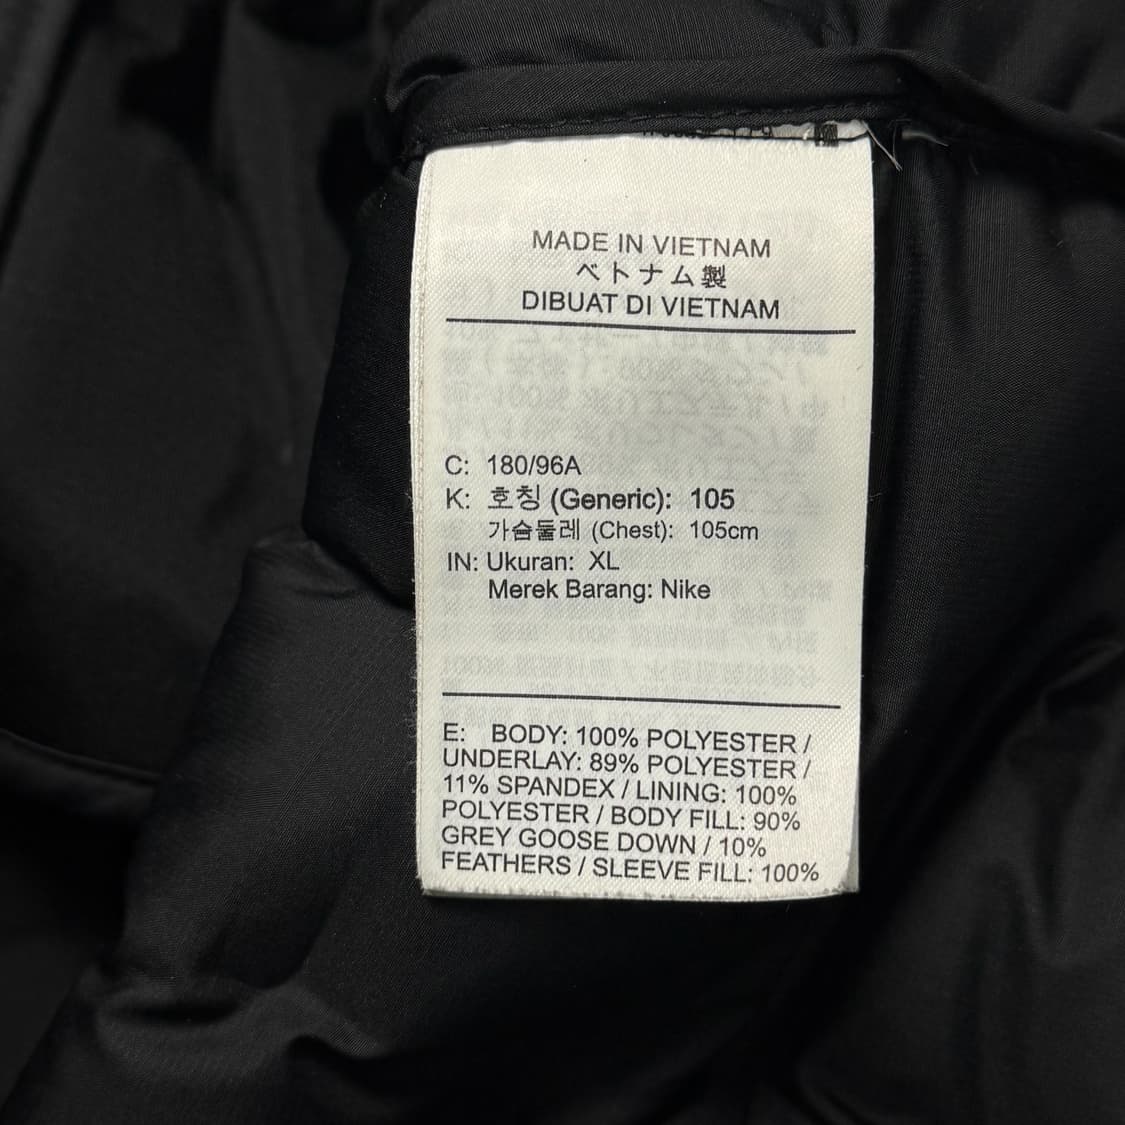 MADE IN VIETNAM
ベトナム製
DIBUAT DI VIETNAM
C: 180/96A
K: 호칭 (Generic): 105
가슴둘레 (Chest): 105cm
IN: Ukuran: XL
Merek Barang: Nike
E: BODY: 100% POLYESTER /
UNDERLAY: 89% POLYESTER /
11% SPANDEX / LINING: 100%
POLYESTER / BODY FILL: 90%
GREY GOOSE DOWN / 10%
FEATHERS / SLEEVE FILL: 100%